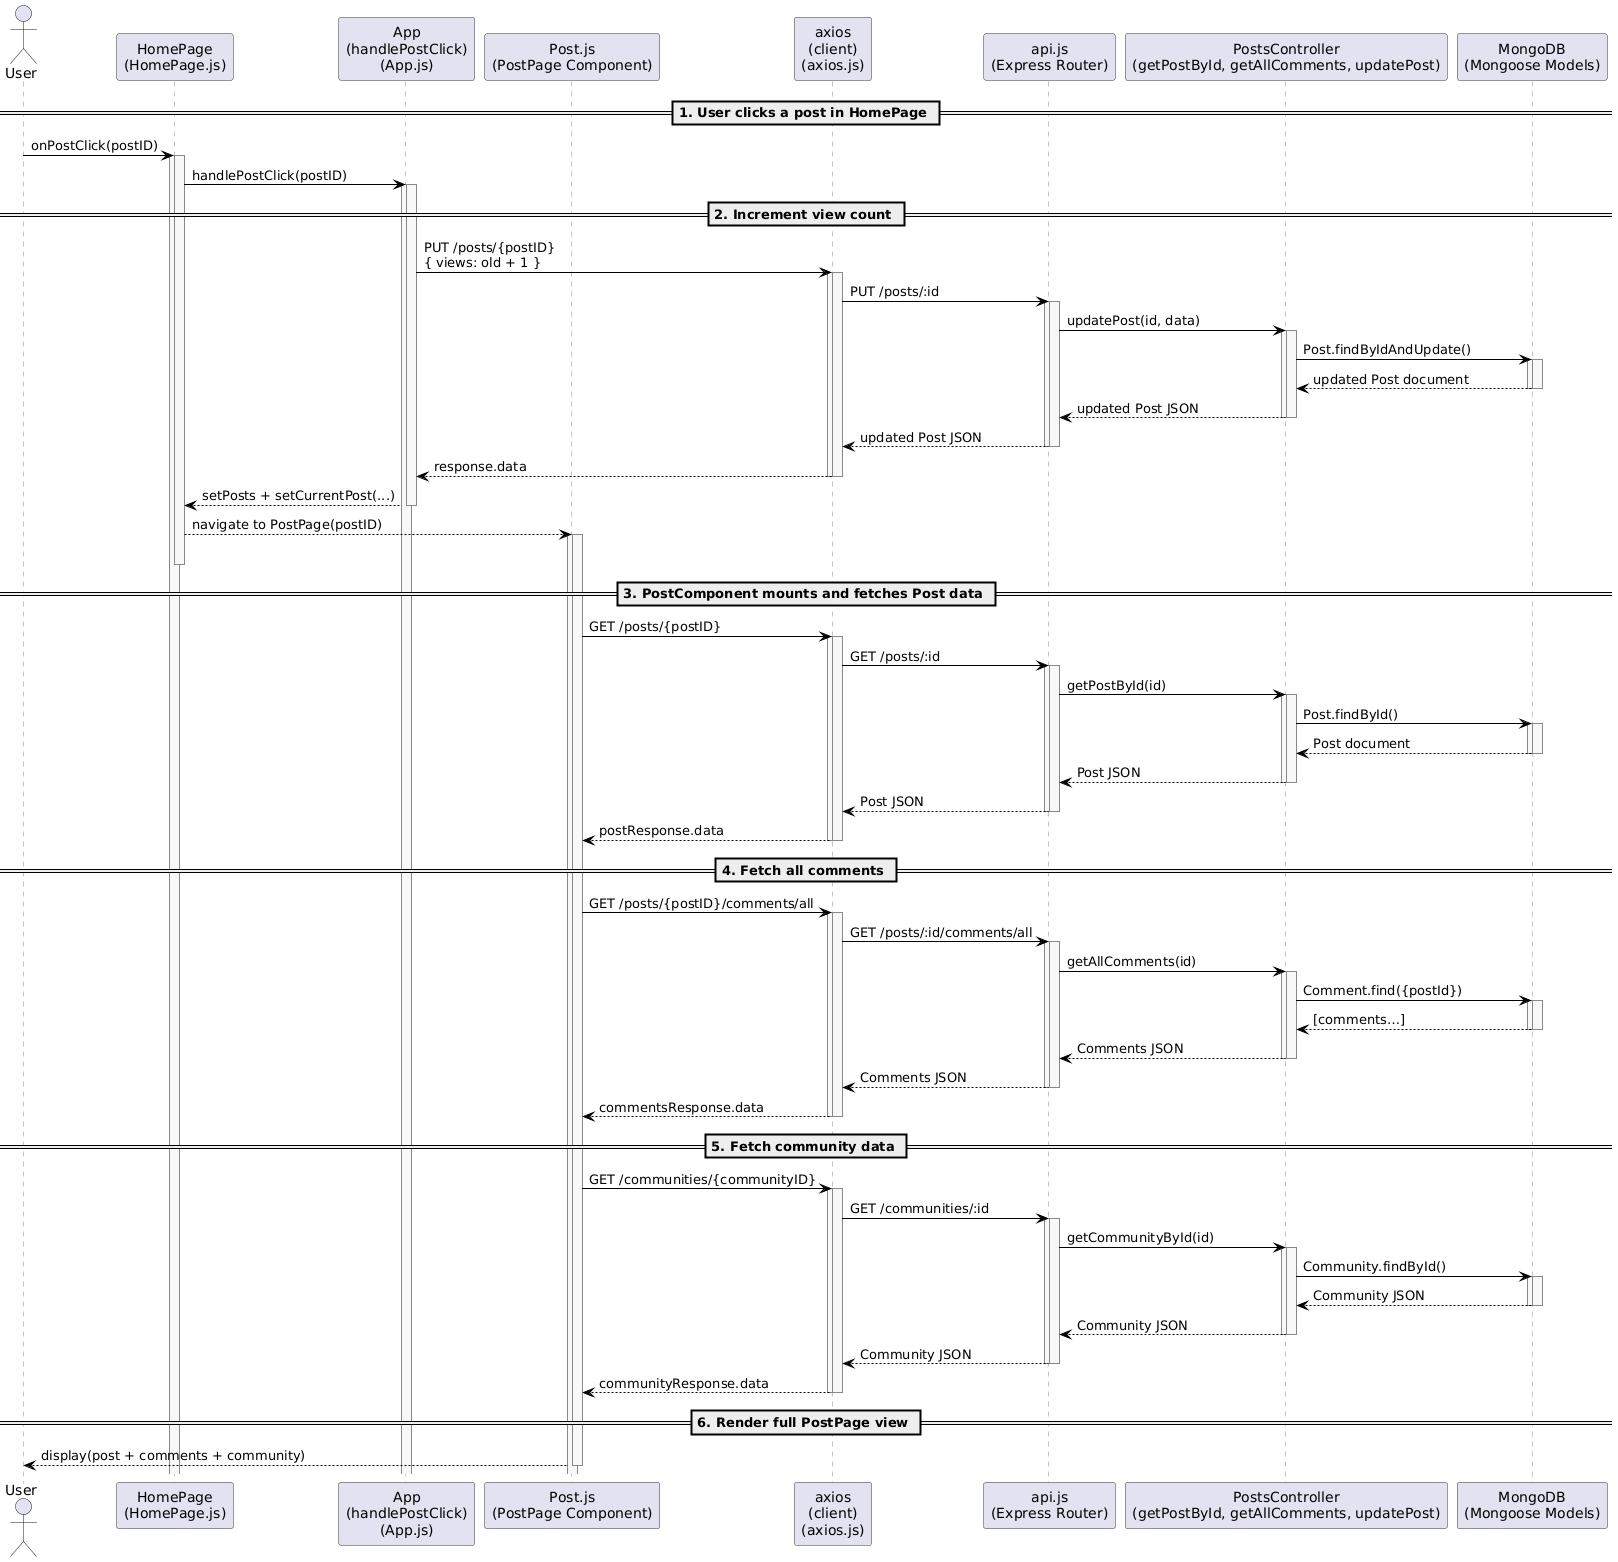 User
HomePage
(HomePage.js)
App
(handlePostClick)
(App.js)
Post.js
(PostPage Component)
axios
(client)
(axios.js)
api.js
(Express Router)
PostsController
(getPostById, getAllComments, updatePost)
MongoDB
(Mongoose Models)
1. User clicks a post in HomePage
onPostClick(postID)
handlePostClick(postID)
2. Increment view count
PUT /posts/{postID}
{ views: old + 1 }
PUT /posts/:id
updatePost(id, data)
Post.findByIdAndUpdate()
updated Post document
updated Post JSON
updated Post JSON
response.data
setPosts + setCurrentPost(...)
navigate to PostPage(postID)
3. PostComponent mounts and fetches Post data
GET /posts/{postID}
GET /posts/:id
getPostById(id)
Post.findById()
Post document
Post JSON
Post JSON
postResponse.data
4. Fetch all comments
GET /posts/{postID}/comments/all
GET /posts/:id/comments/all
getAllComments(id)
Comment.find({postId})
[comments...]
Comments JSON
Comments JSON
commentsResponse.data
5. Fetch community data
GET /communities/{communityID}
GET /communities/:id
getCommunityById(id)
Community.findById()
Community JSON
Community JSON
Community JSON
communityResponse.data
6. Render full PostPage view
display(post + comments + community)
User
HomePage
(HomePage.js)
App
(handlePostClick)
(App.js)
Post.js
(PostPage Component)
axios
(client)
(axios.js)
api.js
(Express Router)
PostsController
(getPostById, getAllComments, updatePost)
MongoDB
(Mongoose Models)